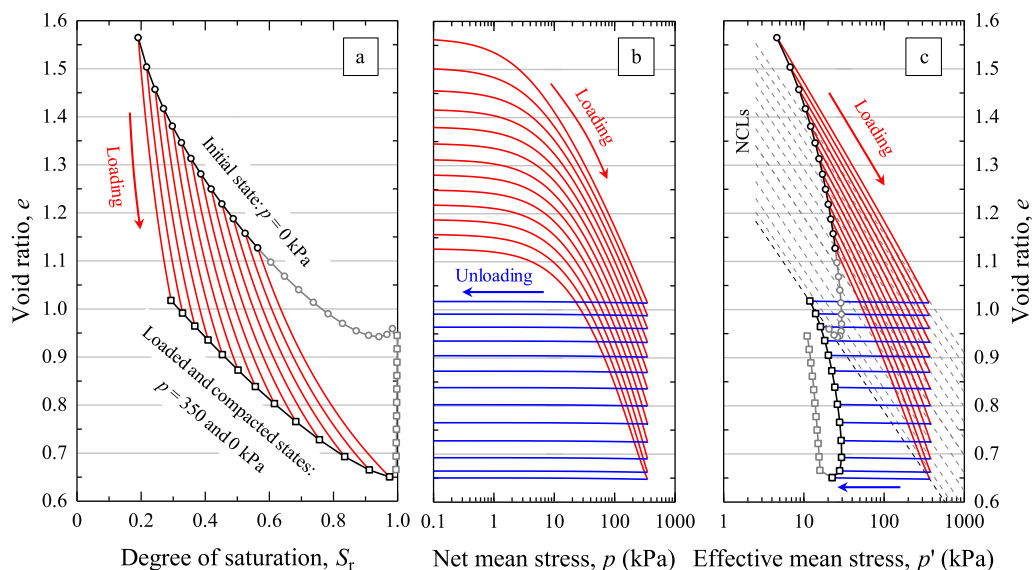 1.6
1.5
1.4
1.3
1.2
1.1
1.0
0.9
0.8
0.7
0.6
Void ratio, e
a
Loading
Initial state: p = 0 kPa
Loaded and compacted states:
p = 350 and 0 kPa
0 0.2 0.4 0.6 0.8 1.0
Degree of saturation, Sr
b
Loading
Unloading
0.1 1 10 100 1000
Net mean stress, p (kPa)
c
Loading
NCLs
1 10 100 1000
Effective mean stress, p' (kPa)
1.6
1.5
1.4
1.3
1.2
1.1
1.0
0.9
0.8
0.7
0.6
Void ratio, e